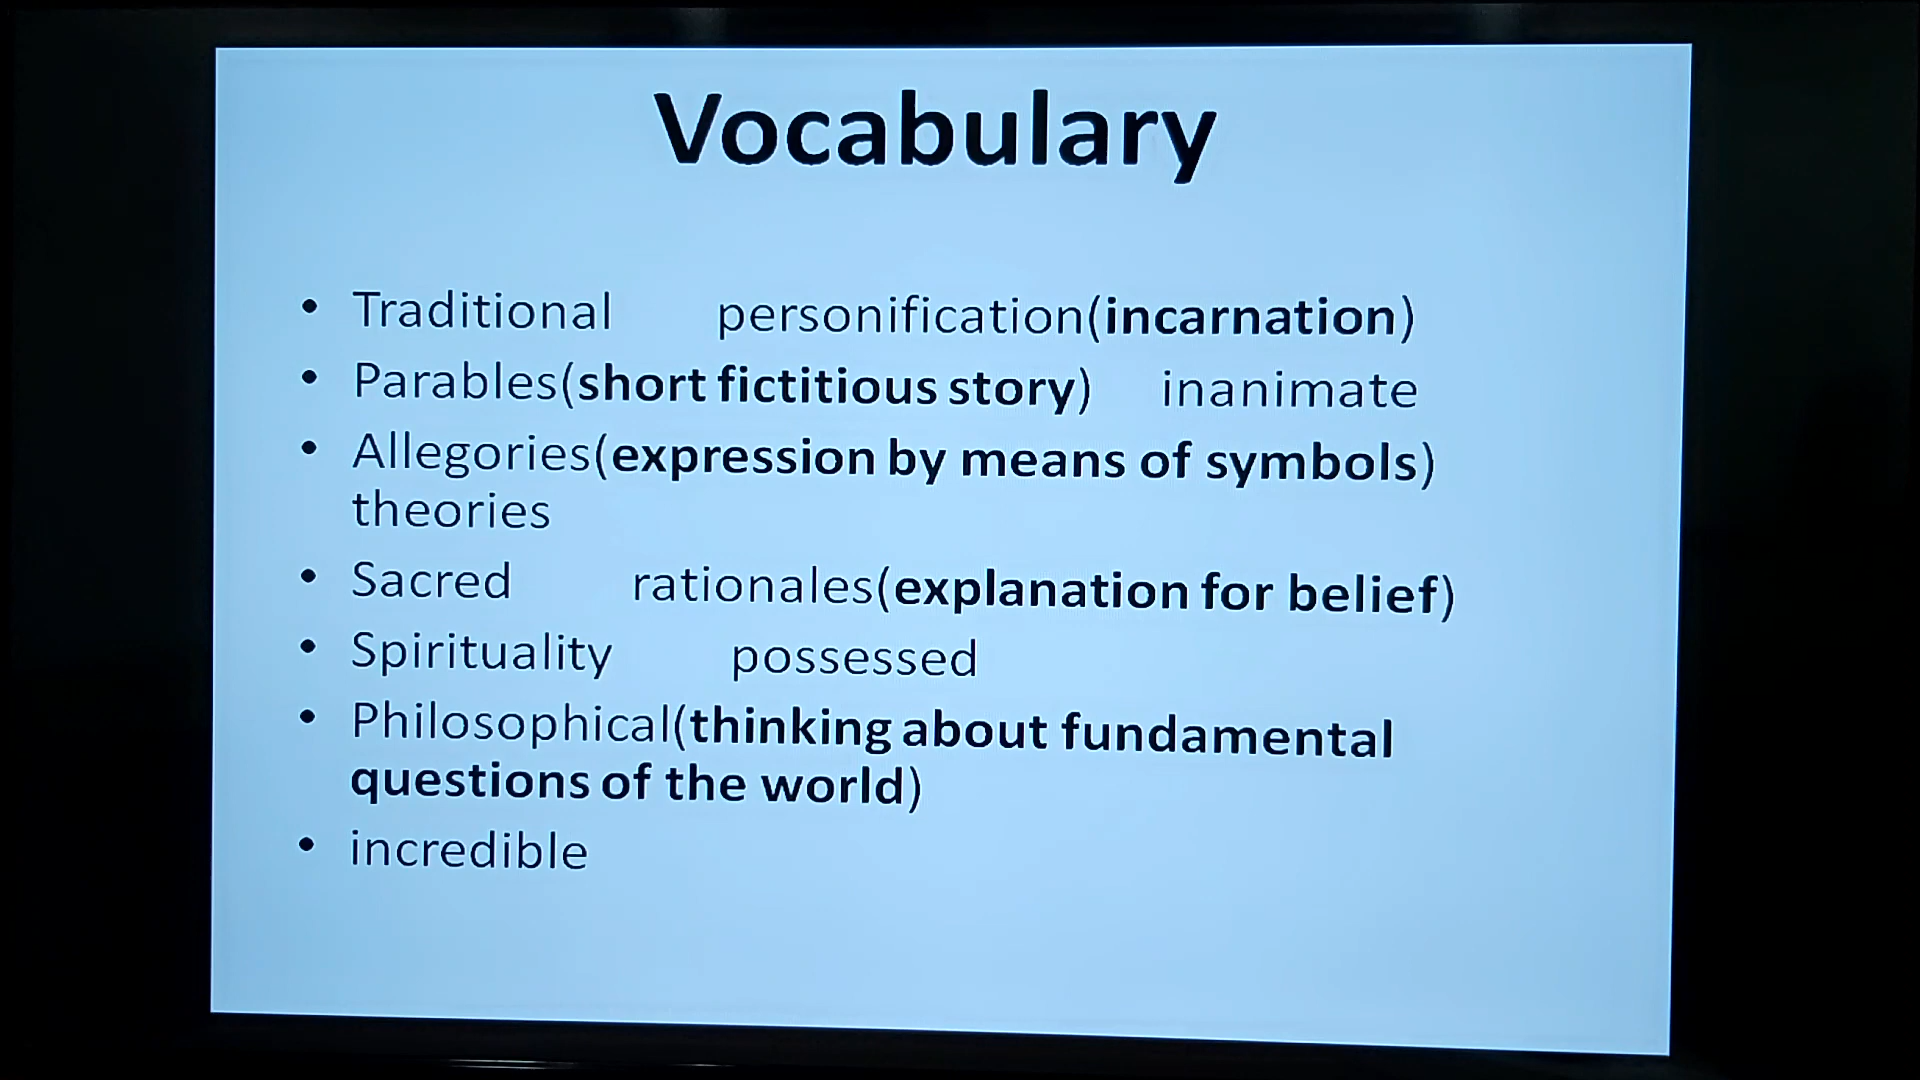 Vocabulary
• Traditional personification(incarnation)
• Parables(short fictitious story) inanimate
• Allegories(expression by means of symbols)
theories
• Sacred rationales(explanation for belief)
• Spirituality possessed
• Philosophical(thinking about fundamental
questions of the world)
• incredible